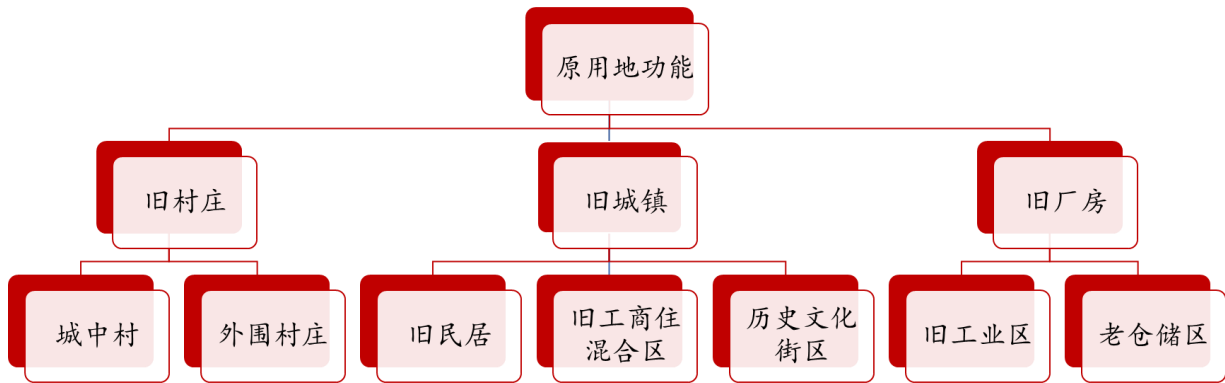 原用地功能
旧村庄
旧城镇
旧厂房
城中村
外围村庄
旧民居
旧工商住
混合区
历史文化
街区
旧工业区
老仓储区